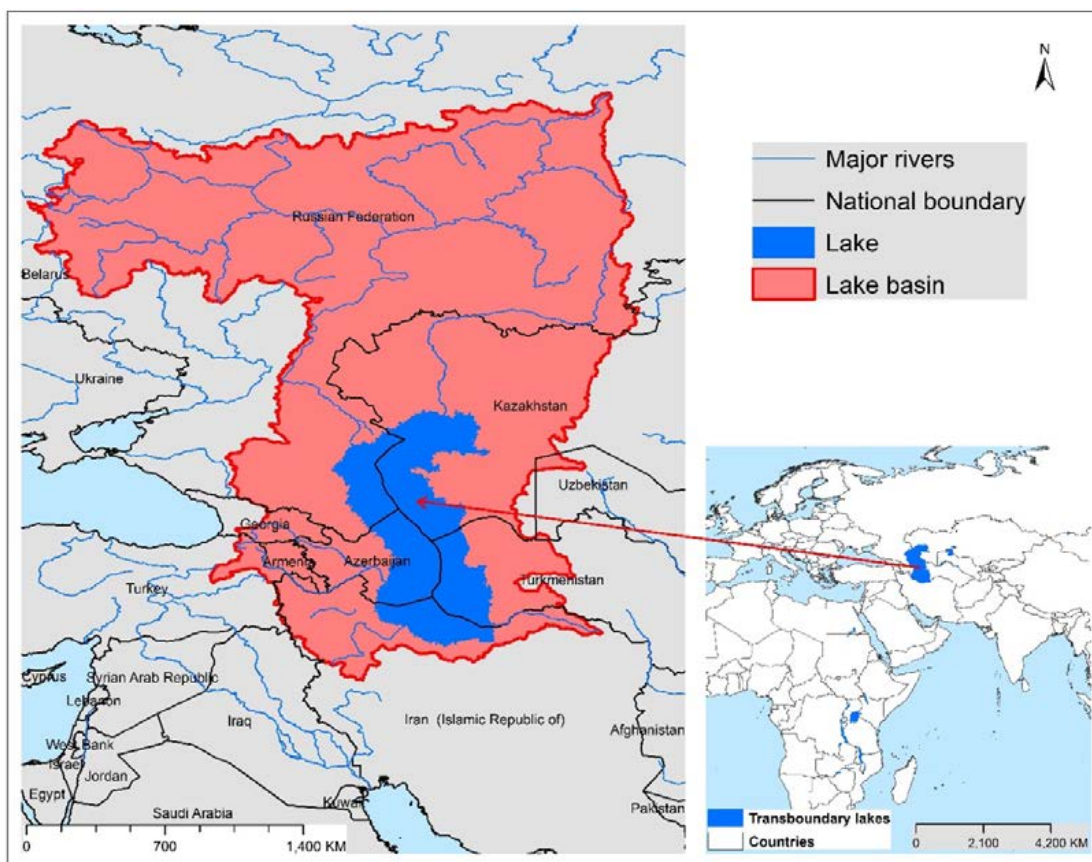 N
Major rivers
National boundary
Lake
Lake basin
Russian Federation
Belarus
Ukraine
Kazakhstan
Uzbekistan
Georgia
Armenia
Azerbaijan
Turkmenistan
Turkey
Cyprus
Syrian Arab Republic
Lebanon
Iraq
Iran (Islamic Republic of)
Afghanistan
West Bank
Israel
Jordan
Kuwait
Egypt
Saudi Arabia
Pakistan
0 700 1,400 KM
Transboundary lakes
Countries
0 2,100 4,200 KM